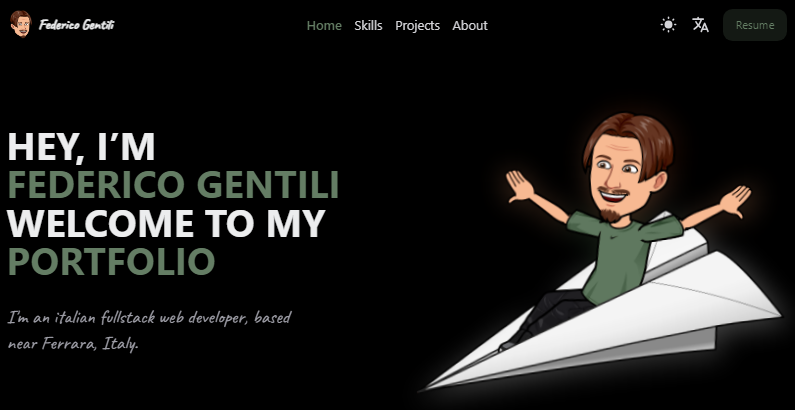 Federico Gentili
Home Skills Projects About
Resume
HEY, I’M
FEDERICO GENTILI
WELCOME TO MY
PORTFOLIO
I'm an italian fullstack web developer, based
near Ferrara, Italy.